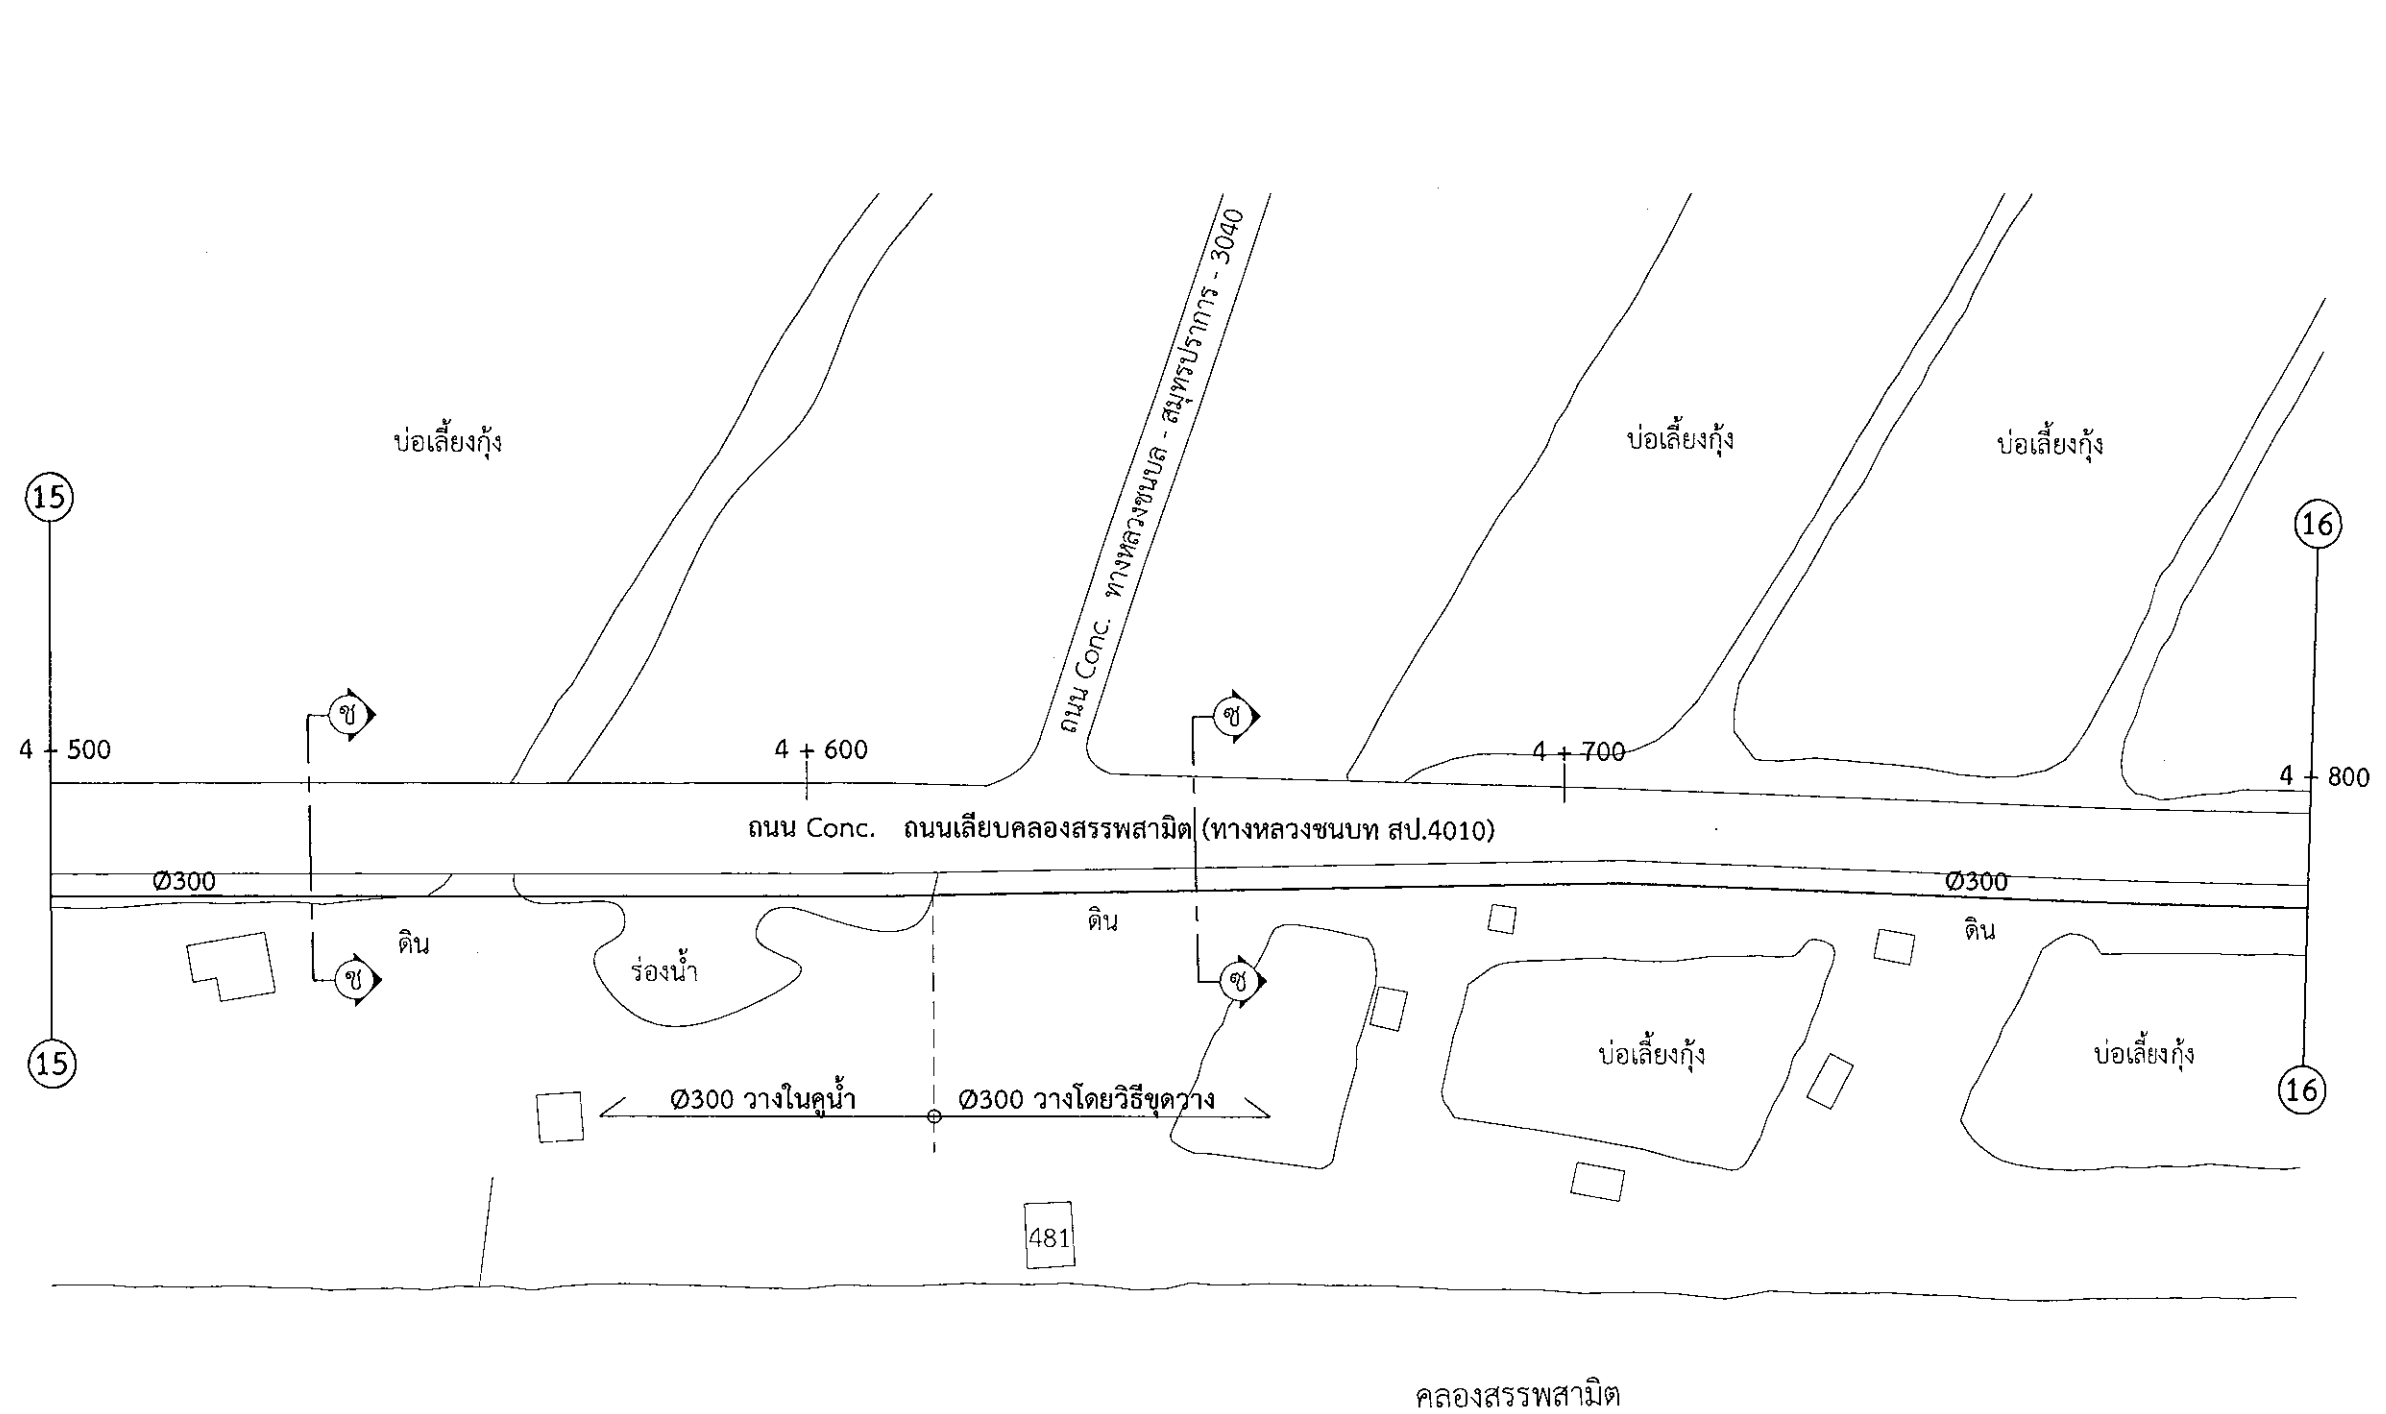 ถนน Conc. ทางหลวงชนบล - สมุทรปราการ - 3040
บ่อเลี้ยงกุ้ง
บ่อเลี้ยงกุ้ง
บ่อเลี้ยงกุ้ง
15
16
ช
ซ
4 + 500
4 + 600
4 + 700
4 + 800
ถนน Conc. ถนนเลียบคลองสรรพสามิต (ทางหลวงชนบท สป.4010)
Ø300
Ø300
ดิน
ดิน
ดิน
ร่องน้ำ
ช
ซ
15
16
บ่อเลี้ยงกุ้ง
บ่อเลี้ยงกุ้ง
Ø300 วางในคูน้ำ
Ø300 วางโดยวิธีขุดวาง
481
คลองสรรพสามิต